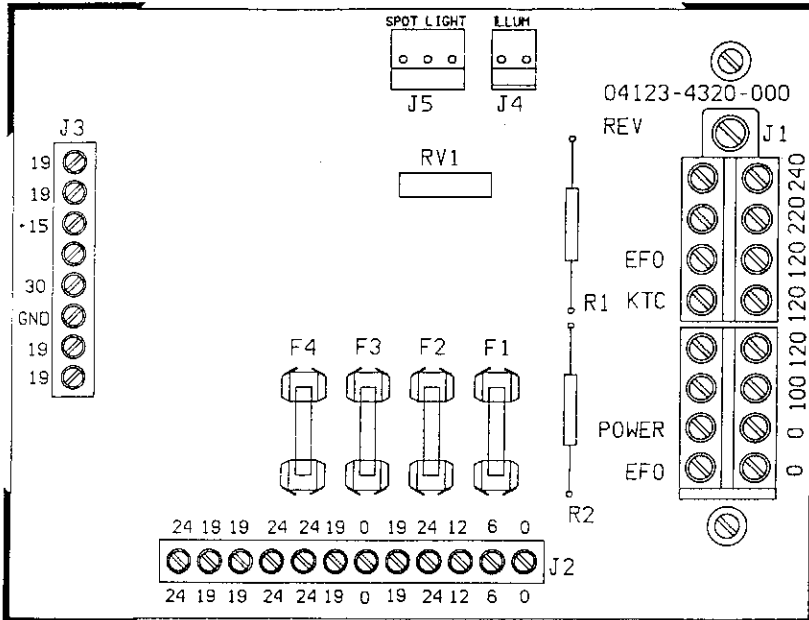 SPOT LIGHT ILLUM
J5 J4
04123-4320-000
REV
J1
J3
RV1
19
19
+15
30
GND
19
19
240
220
EFO 120
R1 KTC 120
120
100
POWER 0
EFO 0
F4 F3 F2 F1
R2
24 19 19 24 24 19 0 19 24 12 6 0
J2
24 19 19 24 24 19 0 19 24 12 6 0